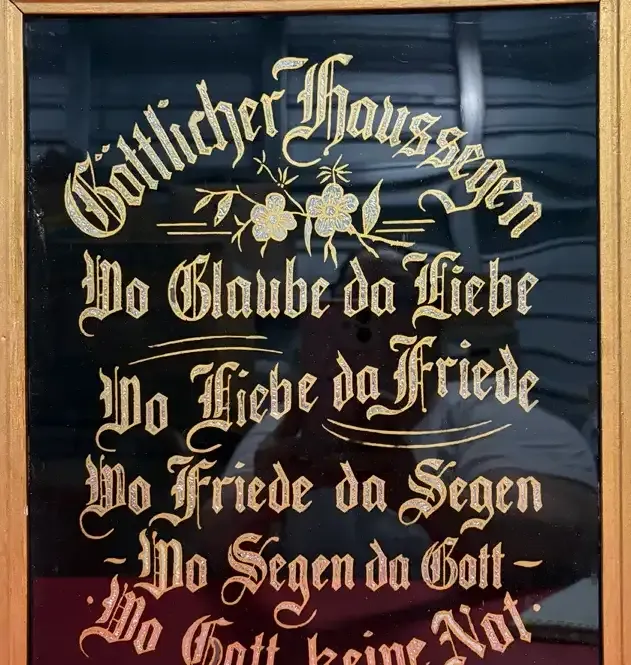 Göttlicher Haussegen
Wo Glaube da Liebe
Wo Liebe da Friede
Wo Friede da Segen
- Wo Segen da Gott -
· Wo Gott keine Not ·